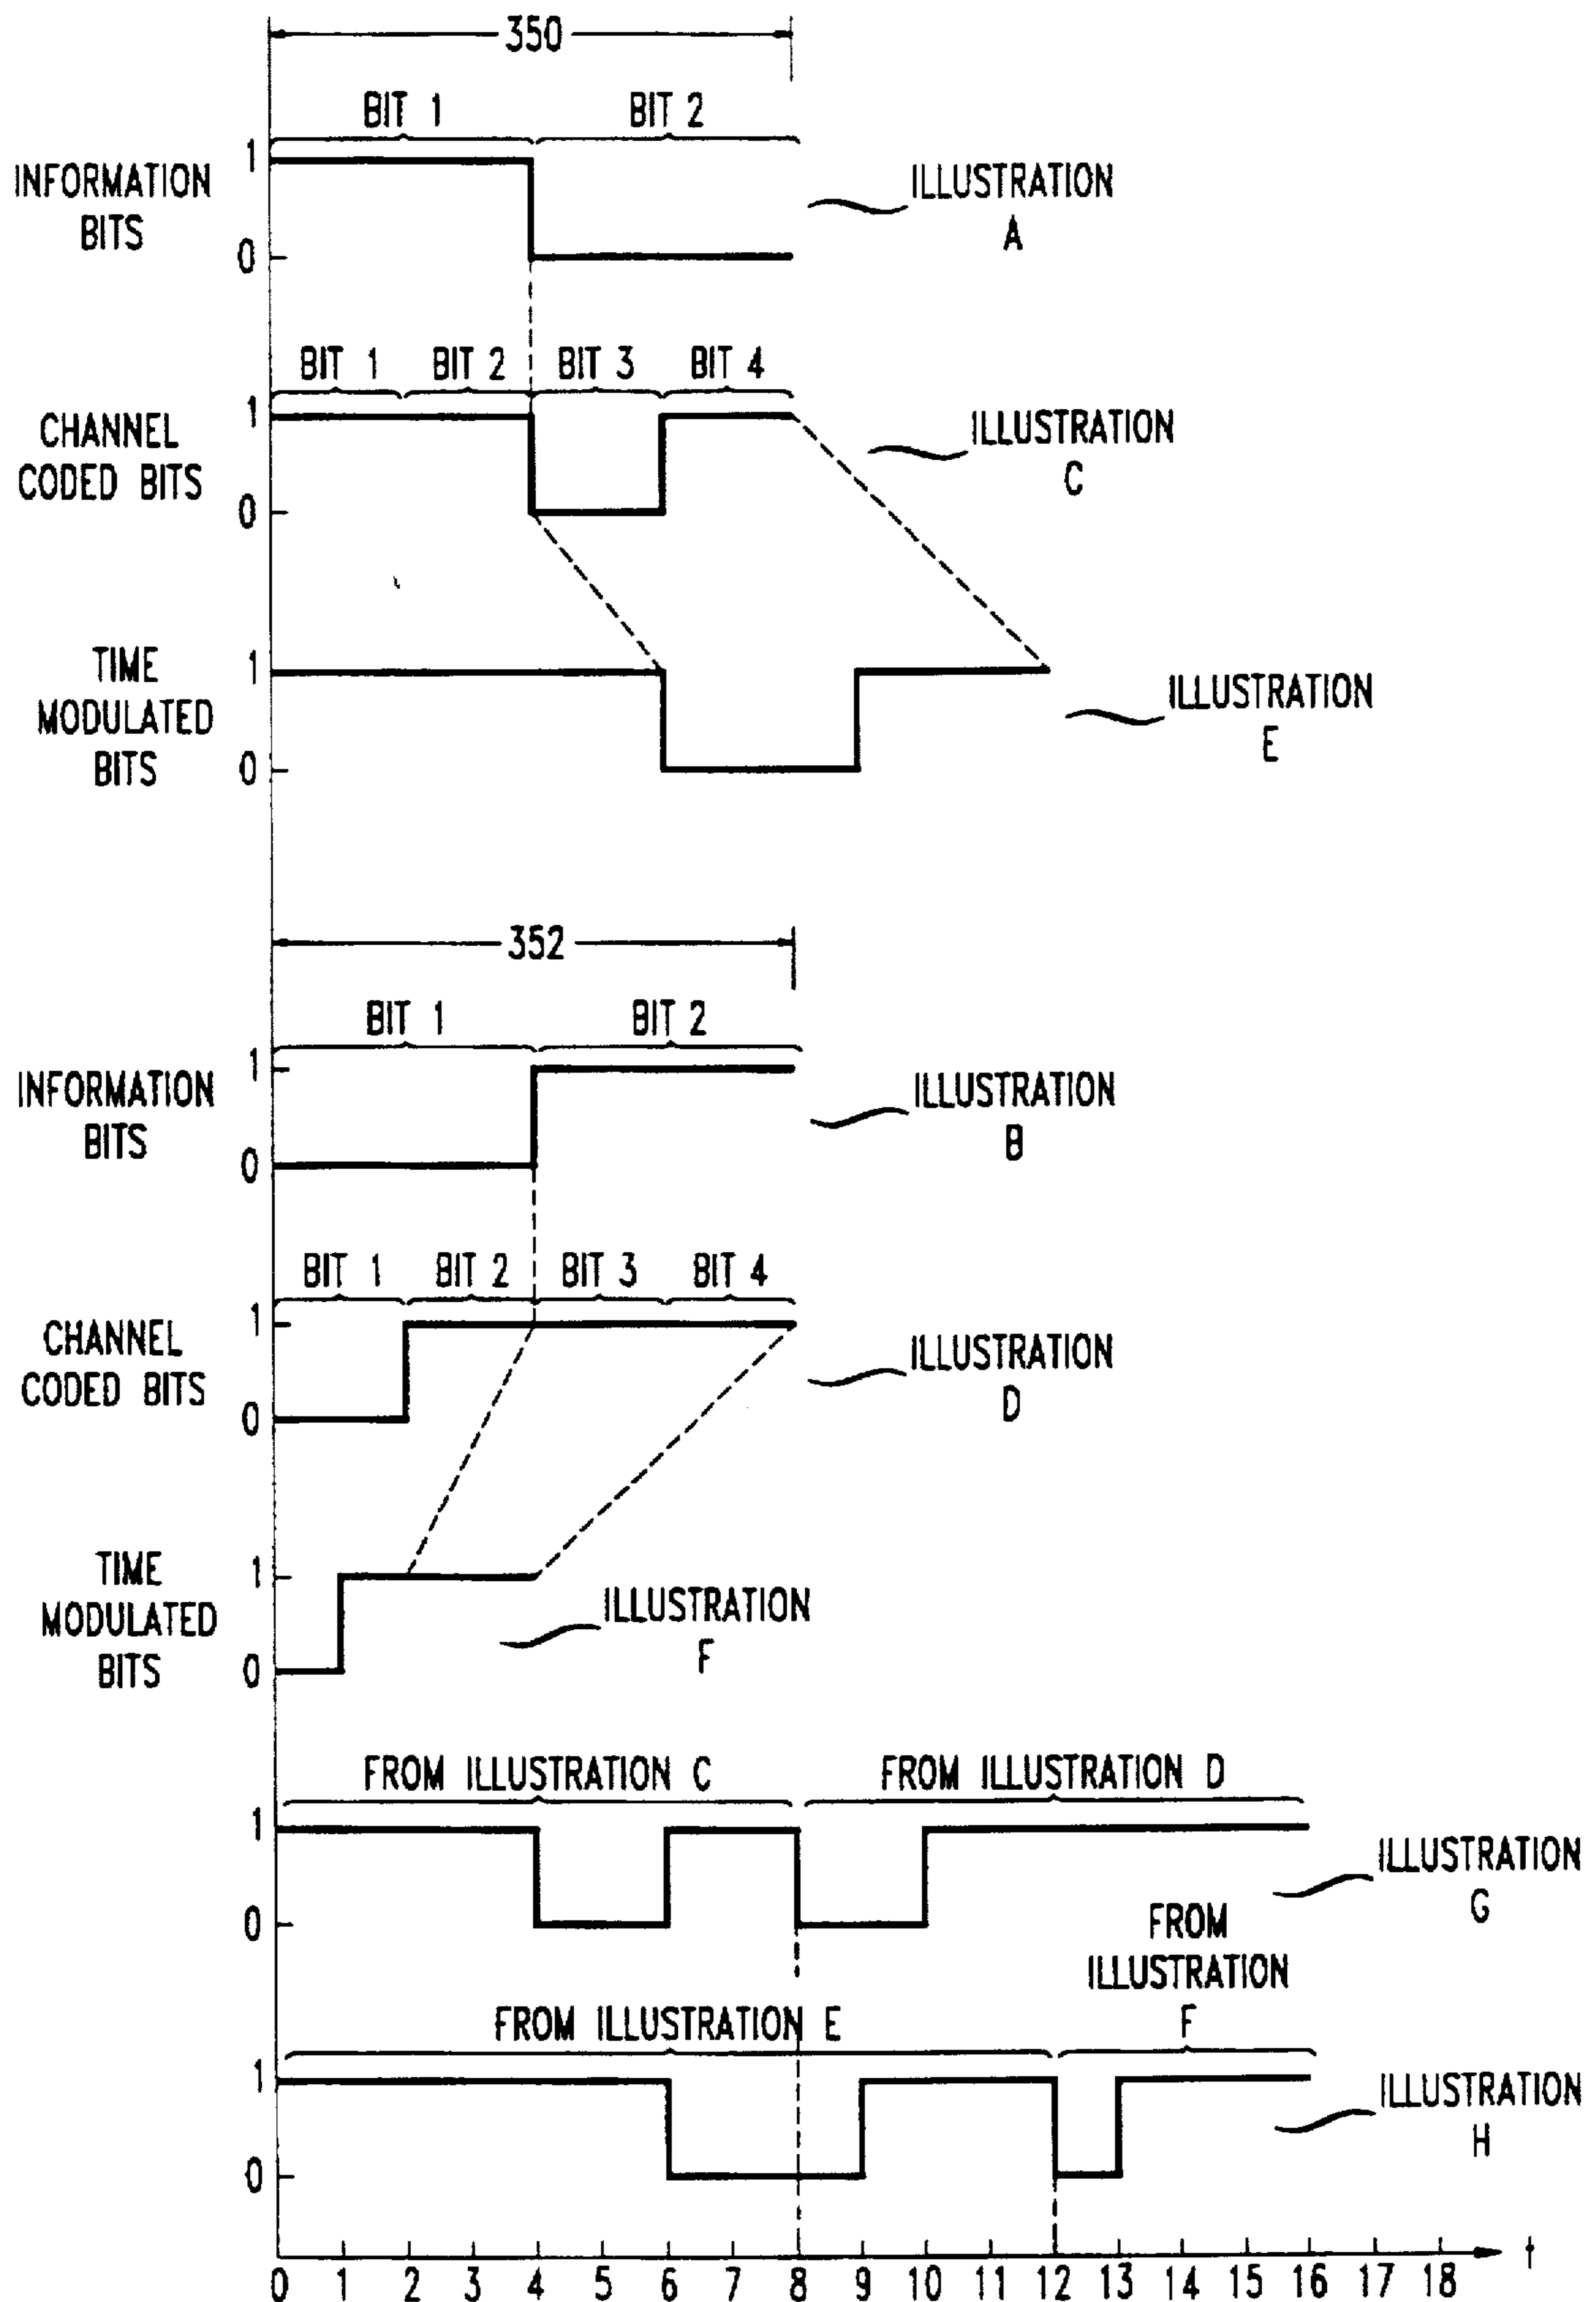 350
BIT 1 BIT 2
INFORMATION
BITS
1
0
ILLUSTRATION
A
BIT 1 BIT 2 BIT 3 BIT 4
CHANNEL
CODED BITS
1
0
ILLUSTRATION
C
TIME
MODULATED
BITS
1
0
ILLUSTRATION
E
352
BIT 1 BIT 2
INFORMATION
BITS
1
0
ILLUSTRATION
B
BIT 1 BIT 2 BIT 3 BIT 4
CHANNEL
CODED BITS
1
0
ILLUSTRATION
D
TIME
MODULATED
BITS
1
0
ILLUSTRATION
F
FROM ILLUSTRATION C FROM ILLUSTRATION D
1
0
ILLUSTRATION
G
FROM ILLUSTRATION E
FROM
ILLUSTRATION
F
1
0
ILLUSTRATION
H
0 1 2 3 4 5 6 7 8 9 10 11 12 13 14 15 16 17 18 t